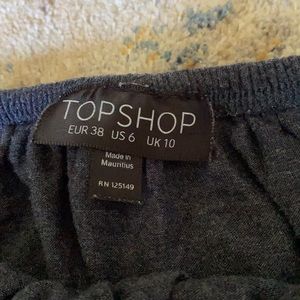 TOPSHOP
EUR 38 US 6 UK 10
Made in
Mauritius
RN 125149